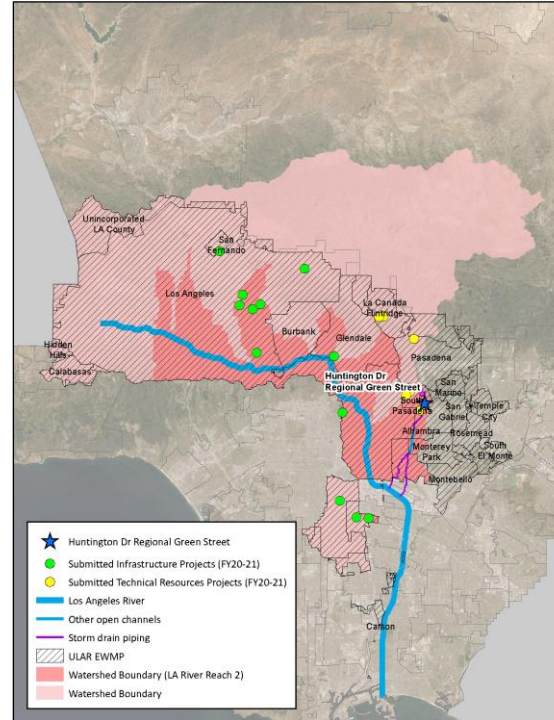 Unincorporated
LA County
San
Fernando
Los Angeles
La Canada
Flintridge
Burbank
Glendale
Pasadena
Hidden
Hills
Calabasas
Huntington Dr
Regional Green Street
San
Marino
South
Pasadena
San
Gabriel
Temple
City
Alhambra
Rosemead
Monterey
Park
South
El Monte
Montebello
Carson
Huntington Dr Regional Green Street
Submitted Infrastructure Projects (FY20-21)
Submitted Technical Resources Projects (FY20-21)
Los Angeles River
Other open channels
Storm drain piping
ULAR EWMP
Watershed Boundary (LA River Reach 2)
Watershed Boundary